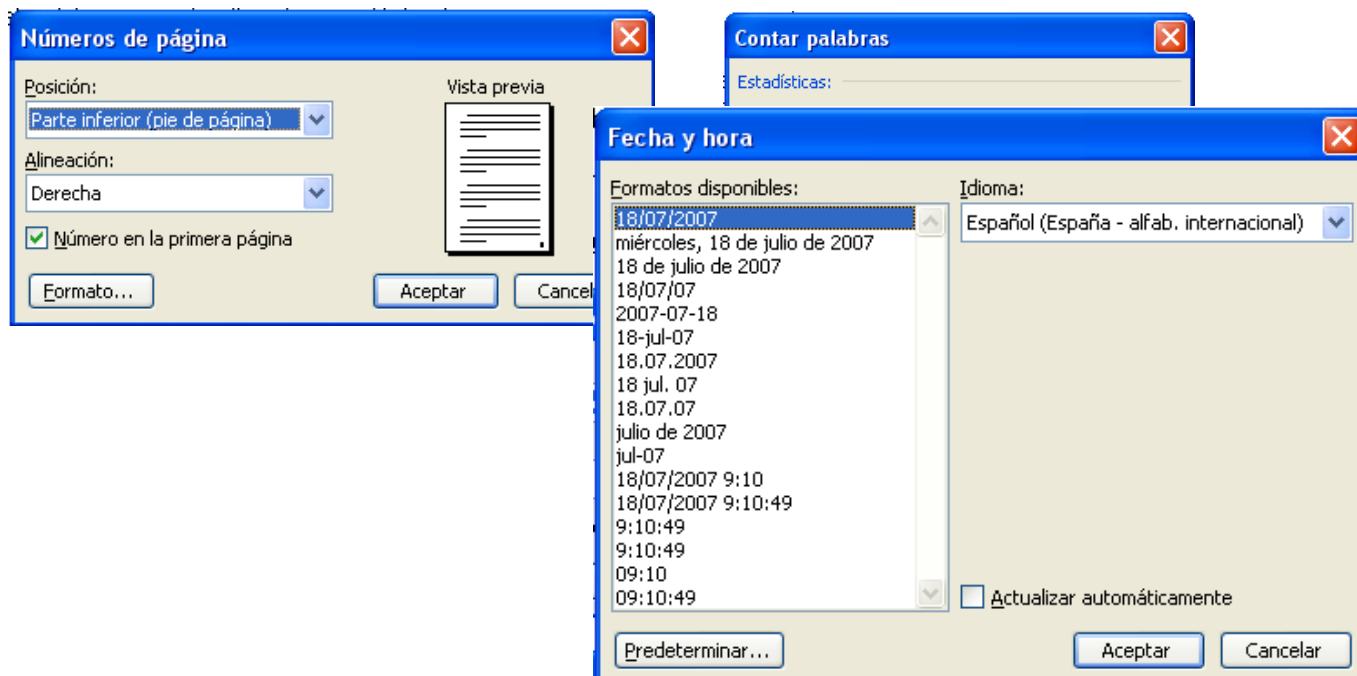 Números de página
Posición:
Vista previa
Parte inferior (pie de página)
Alineación:
Derecha
Número en la primera página
Formato...
Aceptar
Contar palabras
Estadísticas:
Fecha y hora
Formatos disponibles:
Idioma:
18/07/2007
Español (España - alfab. internacional)
miércoles, 18 de julio de 2007
18 de julio de 2007
18/07/07
2007-07-18
18-jul-07
18.07.2007
18 jul. 07
18.07.07
julio de 2007
jul-07
18/07/2007 9:10
18/07/2007 9:10:49
9:10:49
9:10:49
09:10
09:10:49
Actualizar automáticamente
Predeterminar...
Aceptar
Cancelar